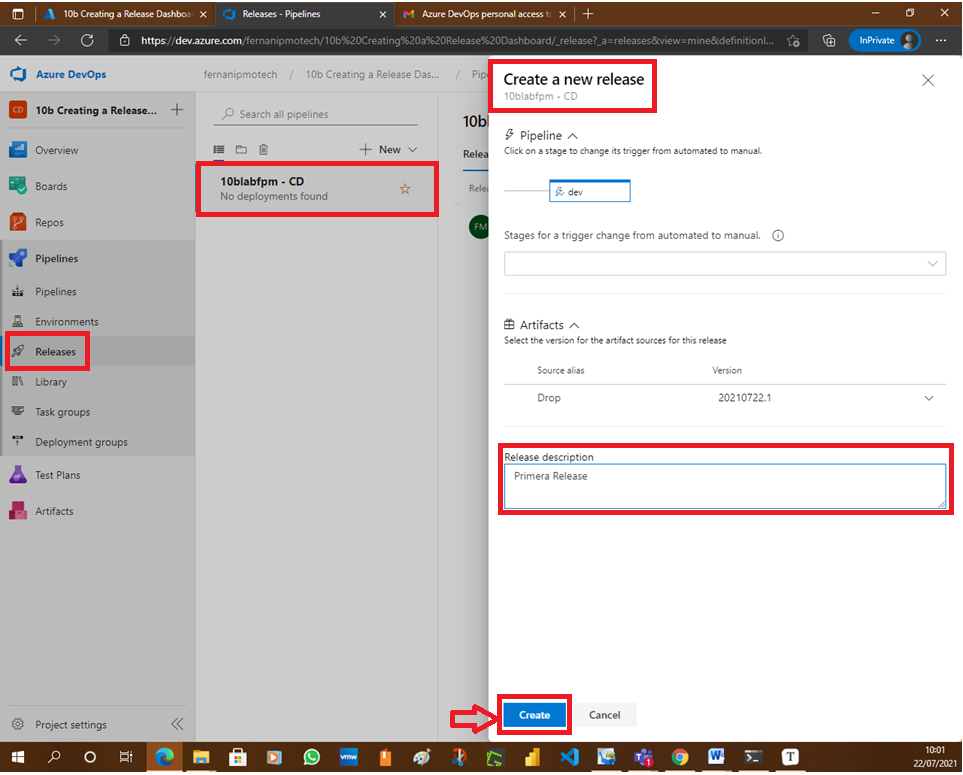 10b Creating a Release Dashboa
Releases - Pipelines
Azure DevOps personal access to
https://dev.azure.com/fernanipmotech/10b%20Creating%20a%20Release%20Dashboard/_release?_a=releases&view=mine&definitionI...
InPrivate
Azure DevOps
fernanipmotech / 10b Creating a Release Das... / Pip
CD 10b Creating a Release... +
Overview
Boards
Repos
Pipelines
Pipelines
Environments
Releases
Library
Task groups
Deployment groups
Test Plans
Artifacts
Project settings
Search all pipelines
New
10blabfpm - CD
No deployments found
10bl
Relea
Relea
FM
Create a new release
10blabfpm - CD
Pipeline
Click on a stage to change its trigger from automated to manual.
dev
Stages for a trigger change from automated to manual.
Artifacts
Select the version for the artifact sources for this release
Source alias Version
Drop 20210722.1
Release description
Primera Release
Create Cancel
vmw
1
W
T
10:01
22/07/2021